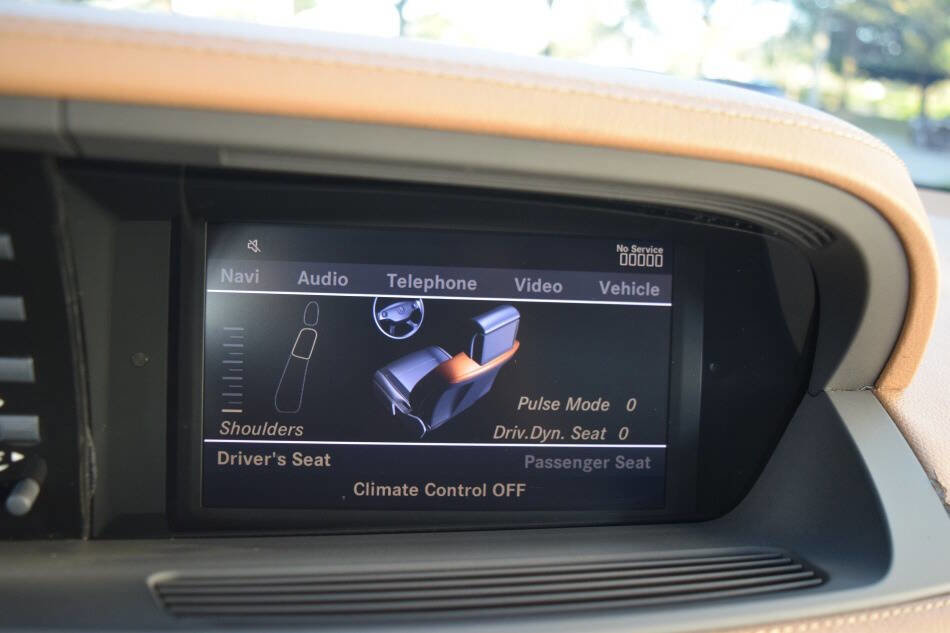 No Service
Navi Audio Telephone Video Vehicle
Pulse Mode 0
Shoulders
Driv.Dyn. Seat 0
Driver's Seat Passenger Seat
Climate Control OFF